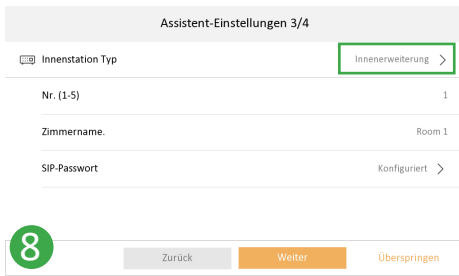 Assistent-Einstellungen 3/4
Innenstation Typ Innenerweiterung
Nr. (1-5) 1
Zimmername. Room 1
SIP-Passwort Konfiguriert
8
Zurück Weiter Überspringen